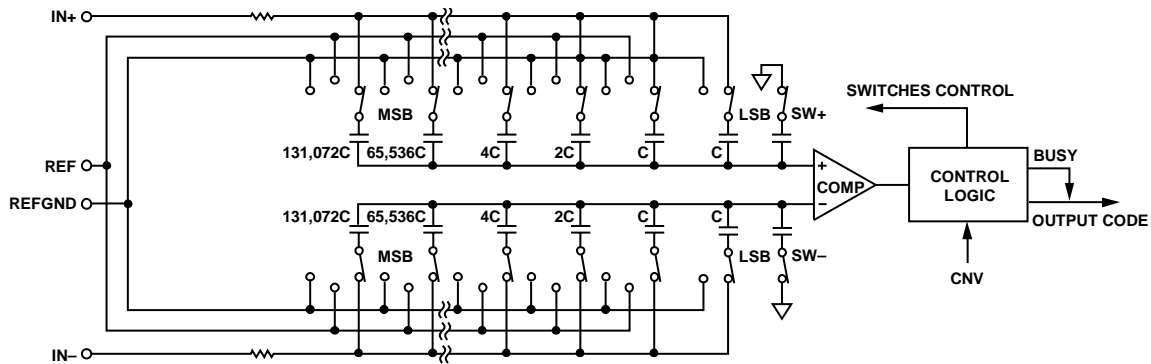 IN+
SWITCHES CONTROL
MSB
LSB
SW+
131,072C
65,536C
4C
2C
C
C
BUSY
REF
+
COMP
CONTROL
LOGIC
REFGND
–
OUTPUT CODE
131,072C
65,536C
4C
2C
C
C
MSB
LSB
SW–
CNV
IN–